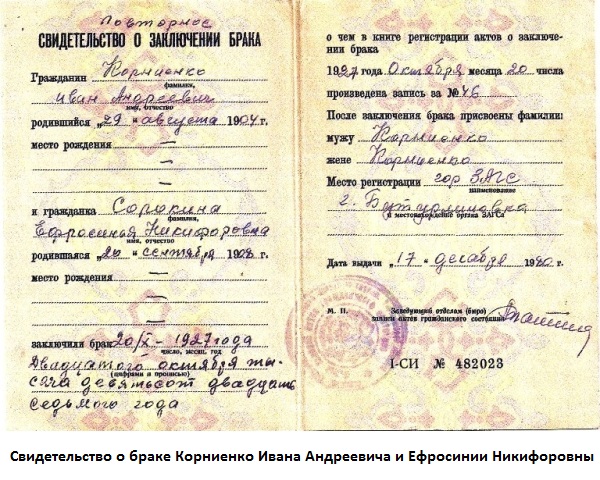 Повторное
СВИДЕТЕЛЬСТВО О ЗАКЛЮЧЕНИИ БРАКА
Гражданин Корниенко
фамилия,
Иван Андреевич
имя, отчество
родившийся „29" августа 1904 г.
место рождения —
—
и гражданка Сорокина
фамилия,
Ефросиния Никифоровна
имя, отчество
родившаяся „20" сентября 1908 г.
место рождения —
—
заключили брак 20/X – 1927 года
число, месяц, год
Двадцатого октября ты-
(цифрами и прописью)
сяча девятьсот двадцать
седьмого года
о чем в книге регистрации актов о заключе-
нии брака
1927 года Октября месяца 20 числа
произведена запись за № 46
После заключения брака присвоены фамилии:
мужу Корниенко
жене Корниенко
Место регистрации гор ЗАГС
наименование
г. Бутурлиновка
и местонахождение органа ЗАГСа
Дата выдачи „17" декабря 1980 г.
М. П.
Заведующий отделом (бюро)
записи актов гражданского состояния
I-СИ № 482023
Свидетельство о браке Корниенко Ивана Андреевича и Ефросинии Никифоровны